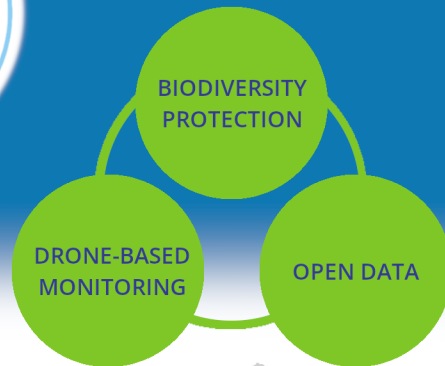 BIODIVERSITY
PROTECTION
DRONE-BASED
MONITORING
OPEN DATA